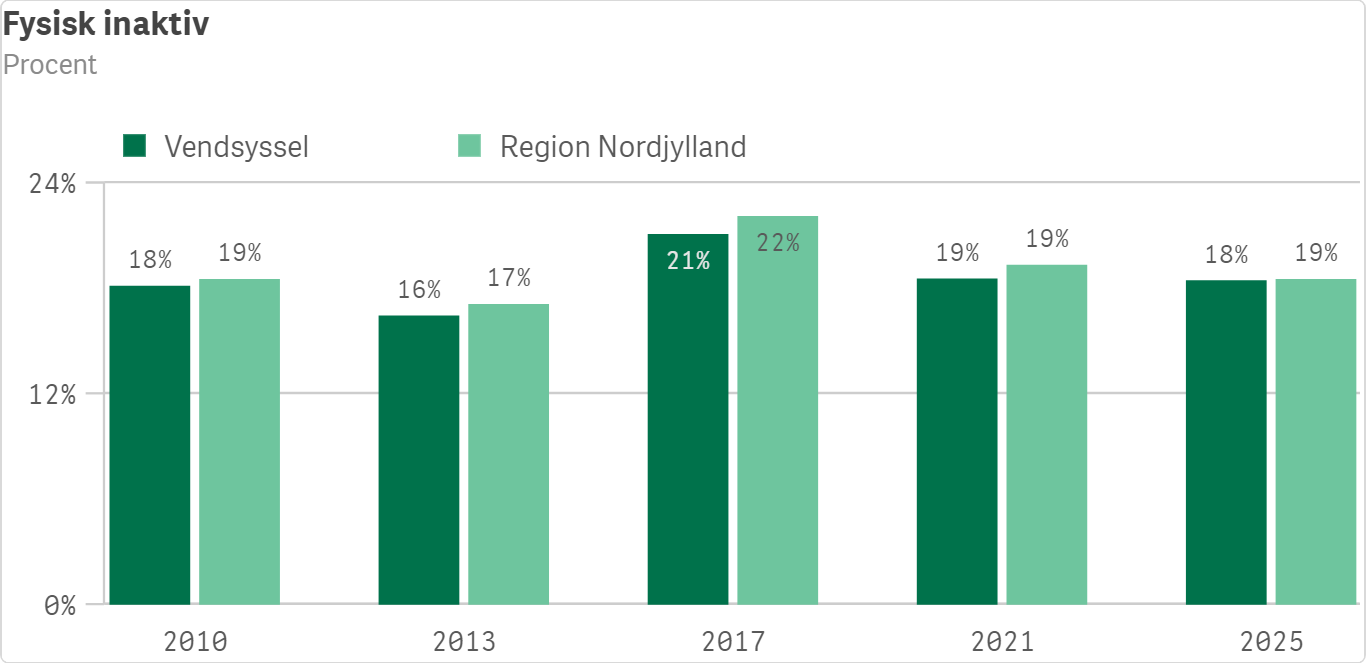 Fysisk inaktiv
Procent
Vendsyssel Region Nordjylland
24%
18% 19% 16% 17% 21% 22% 19% 19% 18% 19%
12%
0%
2010 2013 2017 2021 2025